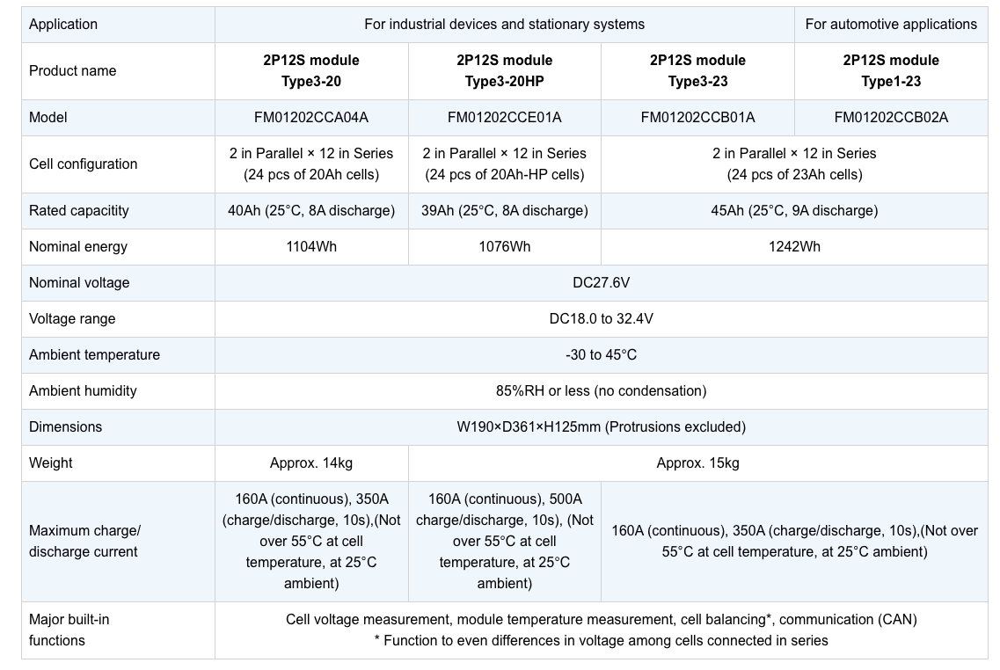 Application
For industrial devices and stationary systems
For automotive applications
Product name
2P12S module
Type3-20
2P12S module
Type3-20HP
2P12S module
Type3-23
2P12S module
Type1-23
Model
FM01202CCA04A
FM01202CCE01A
FM01202CCB01A
FM01202CCB02A
Cell configuration
2 in Parallel × 12 in Series
(24 pcs of 20Ah cells)
2 in Parallel × 12 in Series
(24 pcs of 20Ah-HP cells)
2 in Parallel × 12 in Series
(24 pcs of 23Ah cells)
Rated capacitity
40Ah (25°C, 8A discharge)
39Ah (25°C, 8A discharge)
45Ah (25°C, 9A discharge)
Nominal energy
1104Wh
1076Wh
1242Wh
Nominal voltage
DC27.6V
Voltage range
DC18.0 to 32.4V
Ambient temperature
-30 to 45°C
Ambient humidity
85%RH or less (no condensation)
Dimensions
W190×D361×H125mm (Protrusions excluded)
Weight
Approx. 14kg
Approx. 15kg
Maximum charge/
discharge current
160A (continuous), 350A
(charge/discharge, 10s),(Not
over 55°C at cell
temperature, at 25°C
ambient)
160A (continuous), 500A
charge/discharge, 10s), (Not
over 55°C at cell
temperature, at 25°C
ambient)
160A (continuous), 350A (charge/discharge, 10s),(Not over
55°C at cell temperature, at 25°C ambient)
Major built-in
functions
Cell voltage measurement, module temperature measurement, cell balancing*, communication (CAN)
* Function to even differences in voltage among cells connected in series